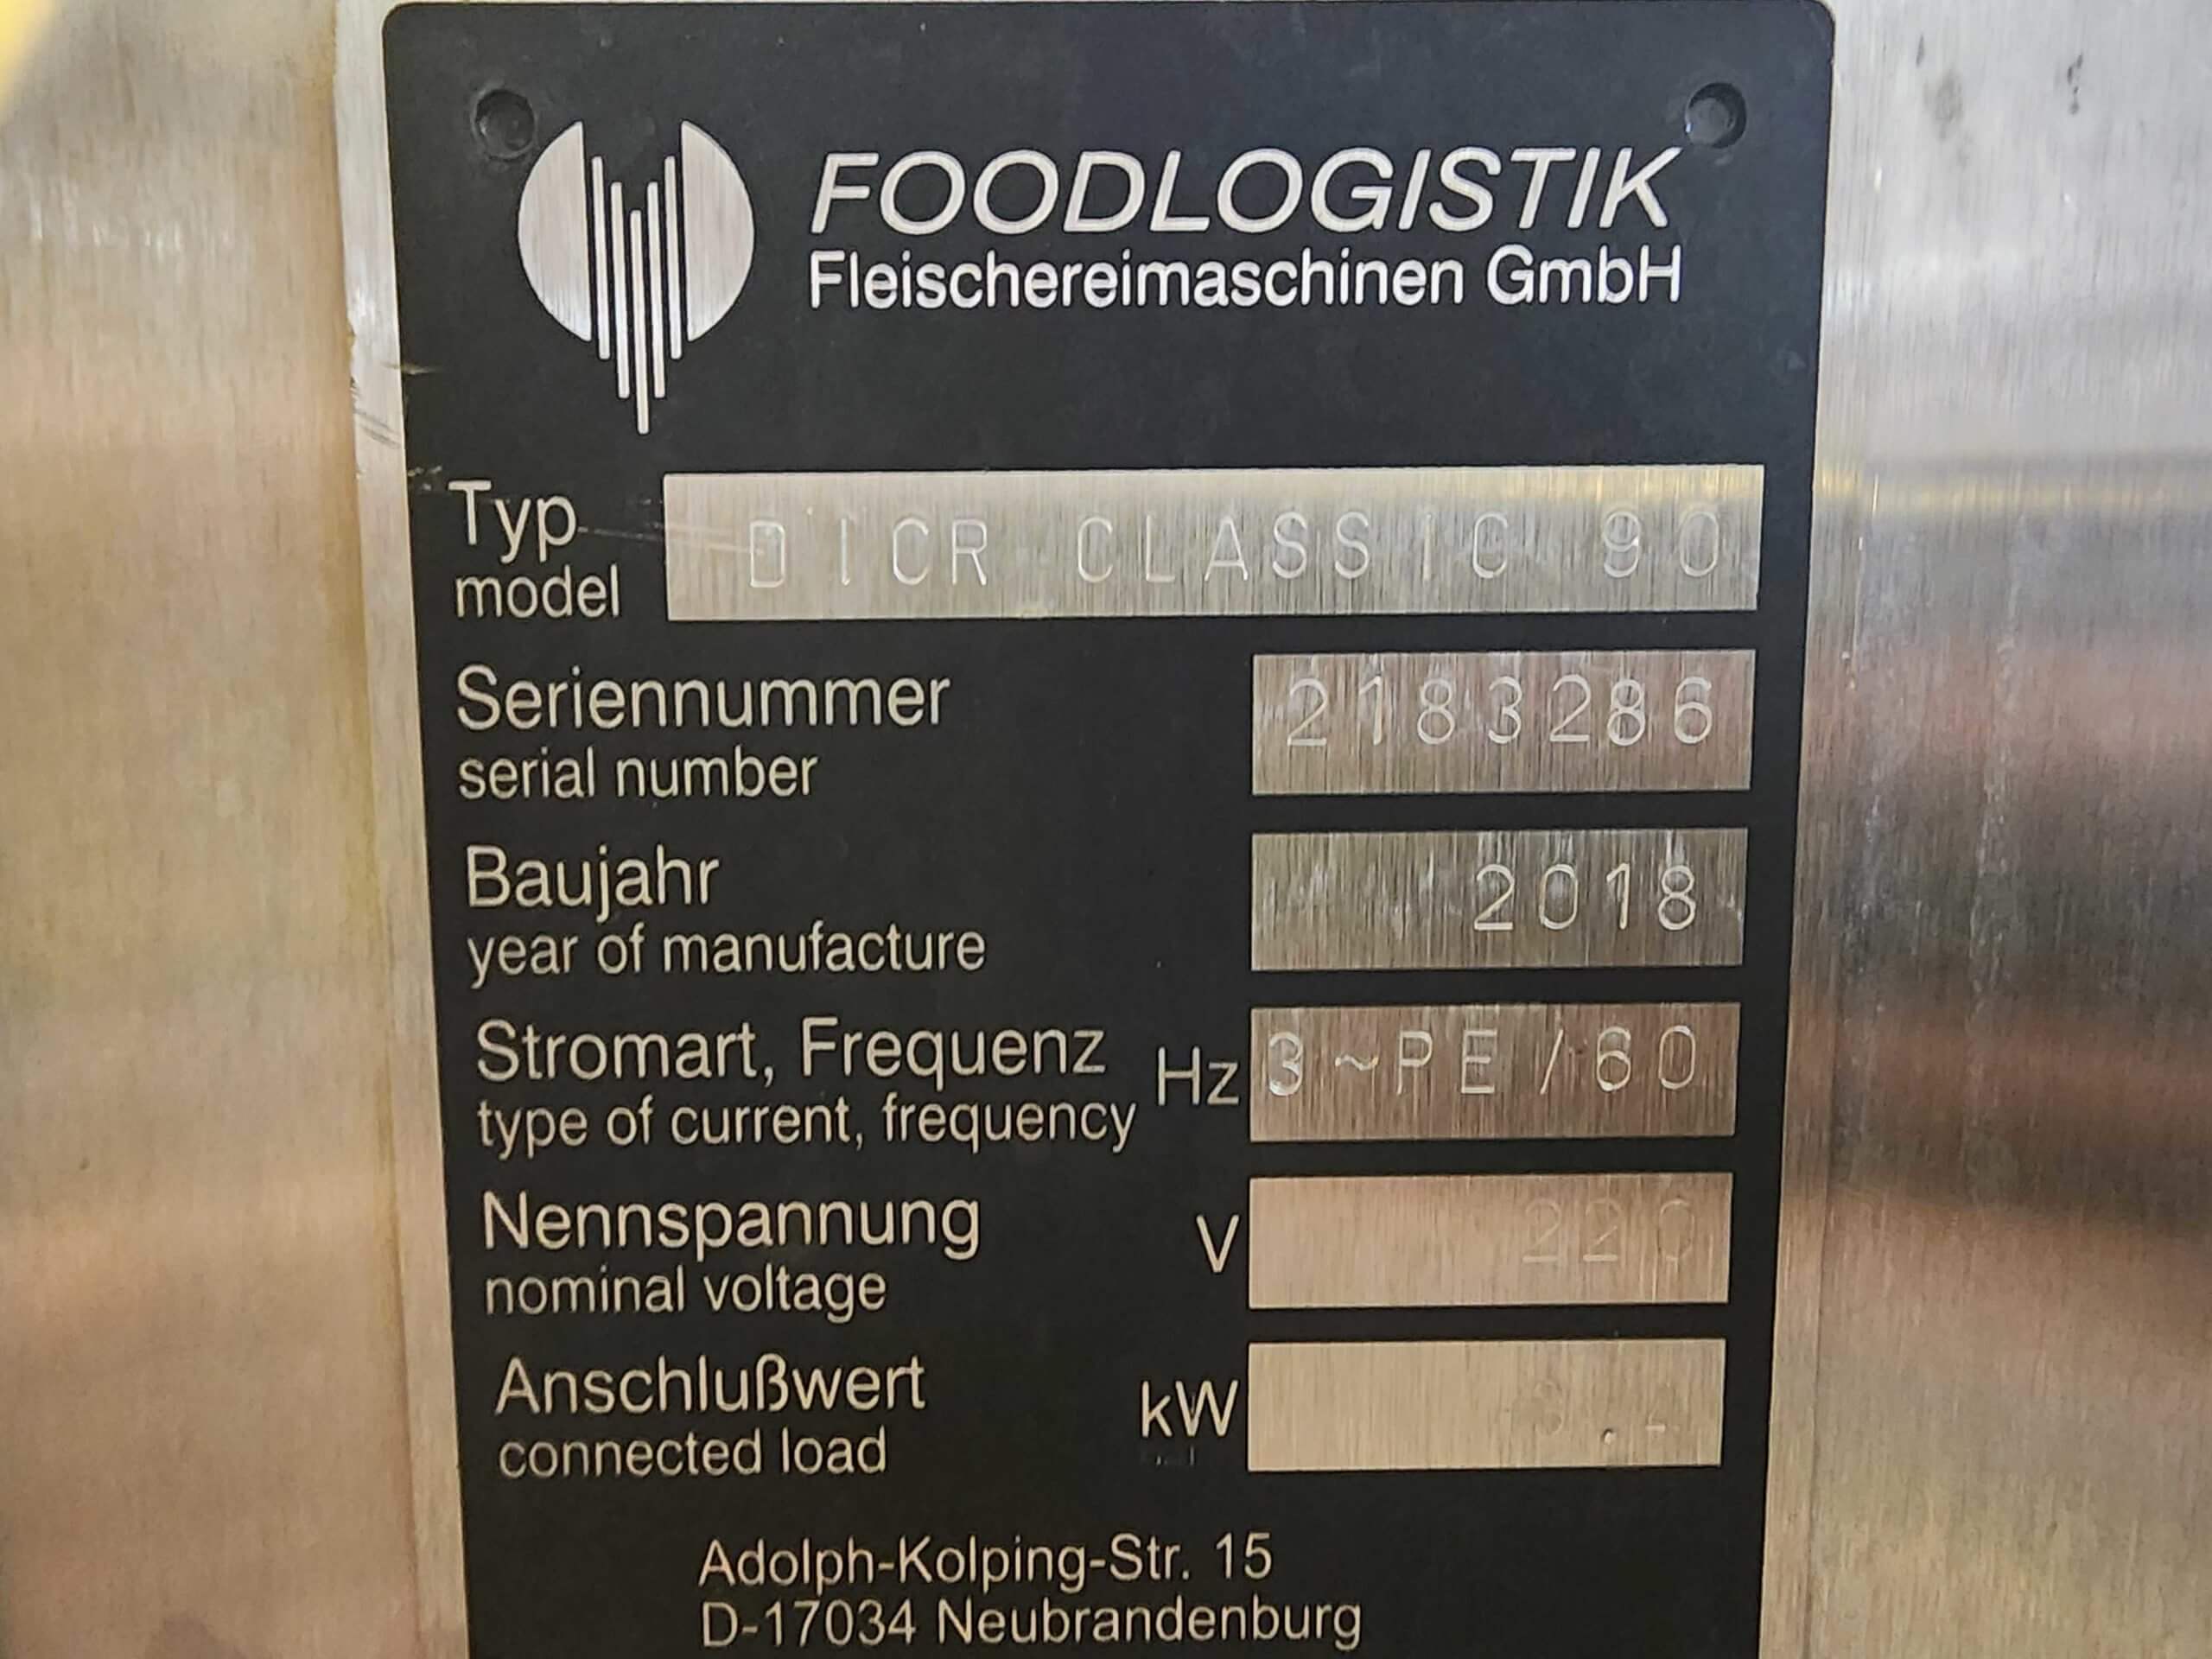 FOODLOGISTIK
Fleischereimaschinen GmbH
Typ
model
DICR CLASSIC 90
Seriennummer
serial number
2183286
Baujahr
year of manufacture
2018
Stromart, Frequenz
type of current, frequency
Hz
3~PE/60
Nennspannung
nominal voltage
V
220
Anschlußwert
connected load
kW
Adolph-Kolping-Str. 15
D-17034 Neubrandenburg